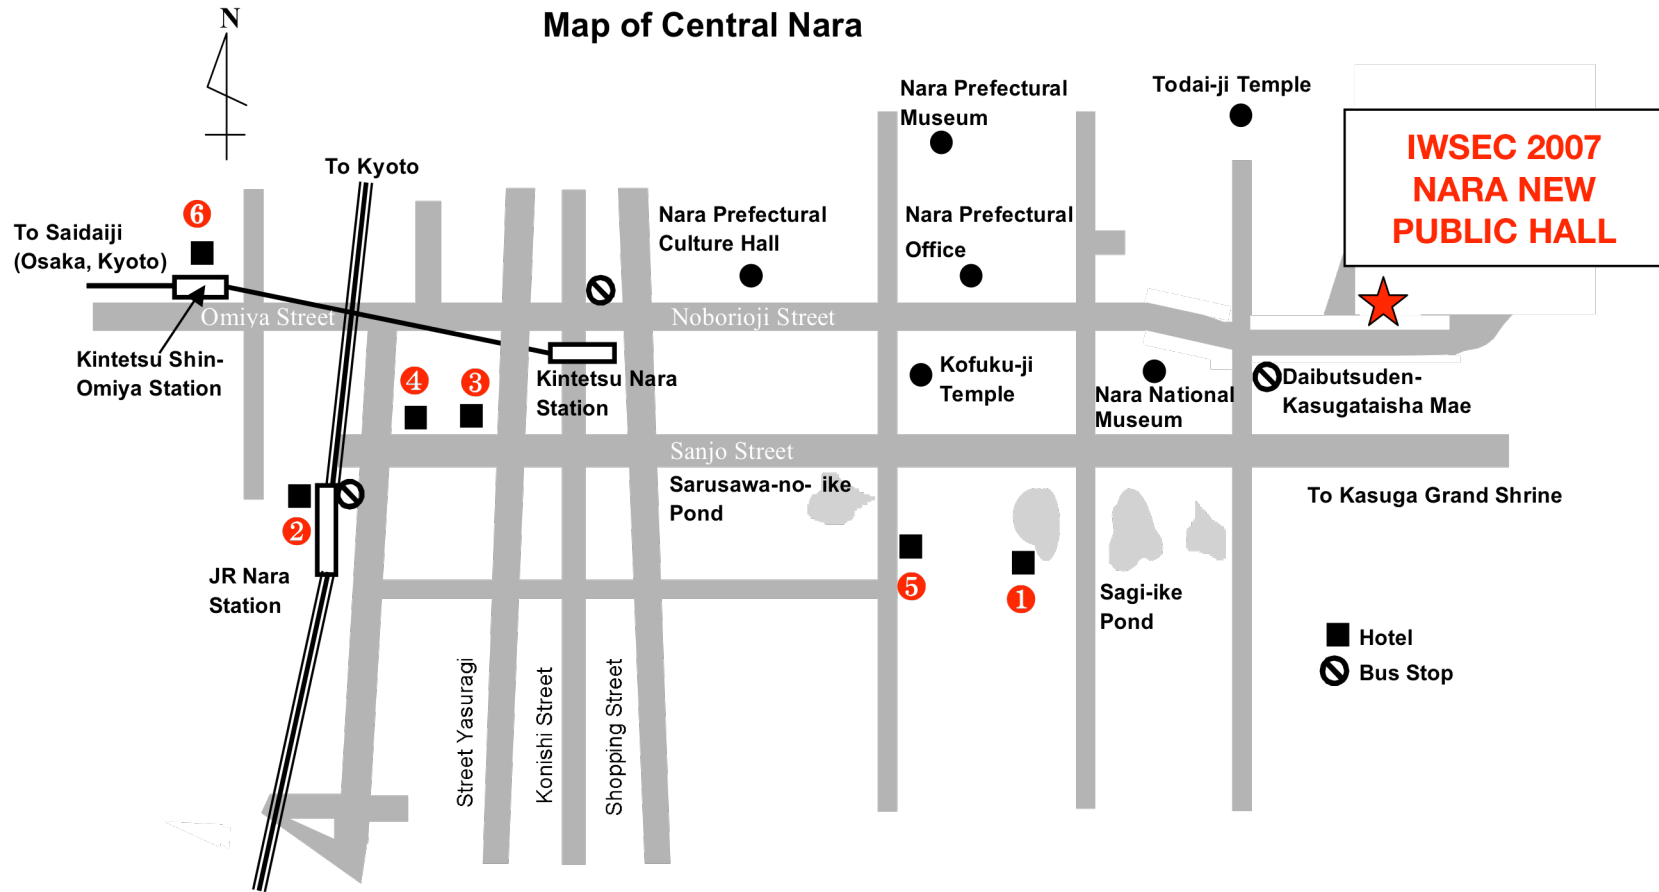 Map of Central Nara
N
To Kyoto
Nara Prefectural
Museum
Todai-ji Temple
IWSEC 2007
NARA NEW
PUBLIC HALL
6
To Saidaiji
(Osaka, Kyoto)
Nara Prefectural
Culture Hall
Nara Prefectural
Office
Omiya Street
Noborioji Street
Kintetsu Shin-
Omiya Station
4
3
Kintetsu Nara
Station
Kofuku-ji
Temple
Nara National
Museum
Daibutsuden-
Kasugataisha Mae
Sanjo Street
Sarusawa-no- ike
Pond
To Kasuga Grand Shrine
2
JR Nara
Station
5
1
Sagi-ike
Pond
Street Yasuragi
Konishi Street
Shopping Street
Hotel
Bus Stop